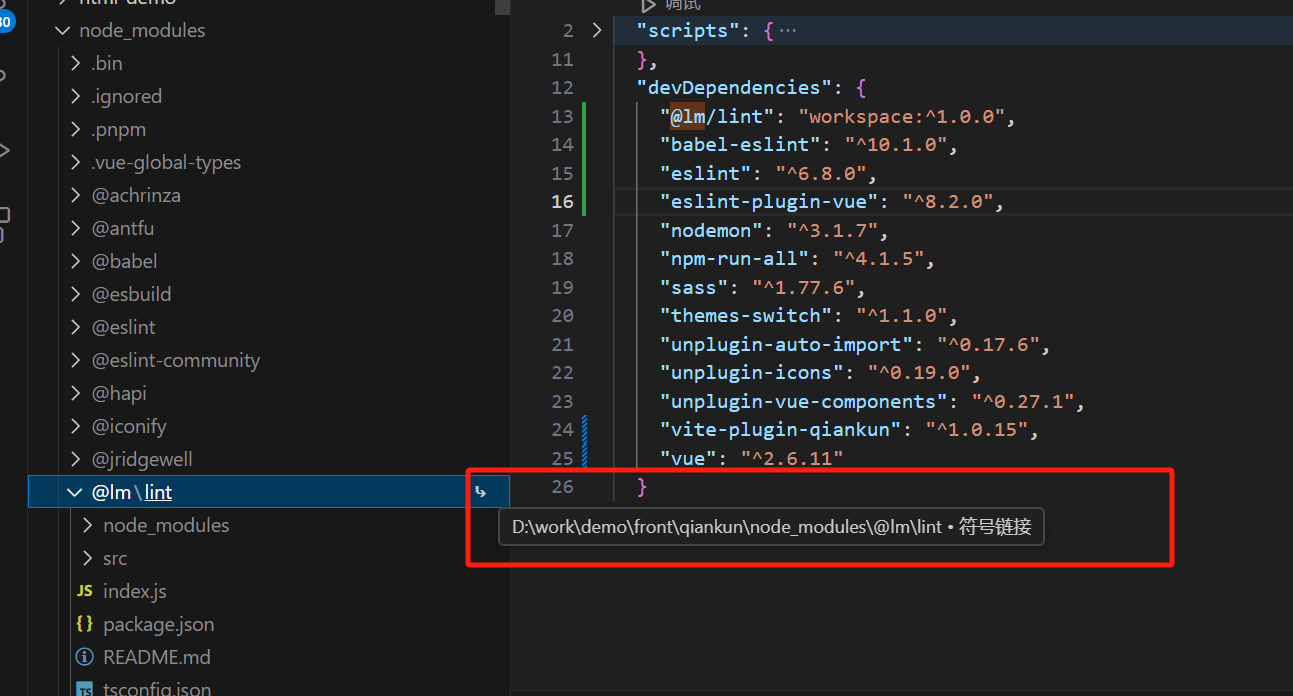 html-demo
30
node_modules
.bin
.ignored
.pnpm
.vue-global-types
@achrinza
@antfu
@babel
@esbuild
@eslint
@eslint-community
@hapi
@iconify
@jridgewell
@lm\lint
node_modules
src
JS index.js
{} package.json
README.md
TS tsconfig.json
调试
2 "scripts": {⋯
11 },
12 "devDependencies": {
13 "@lm/lint": "workspace:^1.0.0",
14 "babel-eslint": "^10.1.0",
15 "eslint": "^6.8.0",
16 "eslint-plugin-vue": "^8.2.0",
17 "nodemon": "^3.1.7",
18 "npm-run-all": "^4.1.5",
19 "sass": "^1.77.6",
20 "themes-switch": "^1.1.0",
21 "unplugin-auto-import": "^0.17.6",
22 "unplugin-icons": "^0.19.0",
23 "unplugin-vue-components": "^0.27.1",
24 "vite-plugin-qiankun": "^1.0.15",
25 "vue": "^2.6.11"
26 }
D:\work\demo\front\qiankun\node_modules\@lm\lint • 符号链接